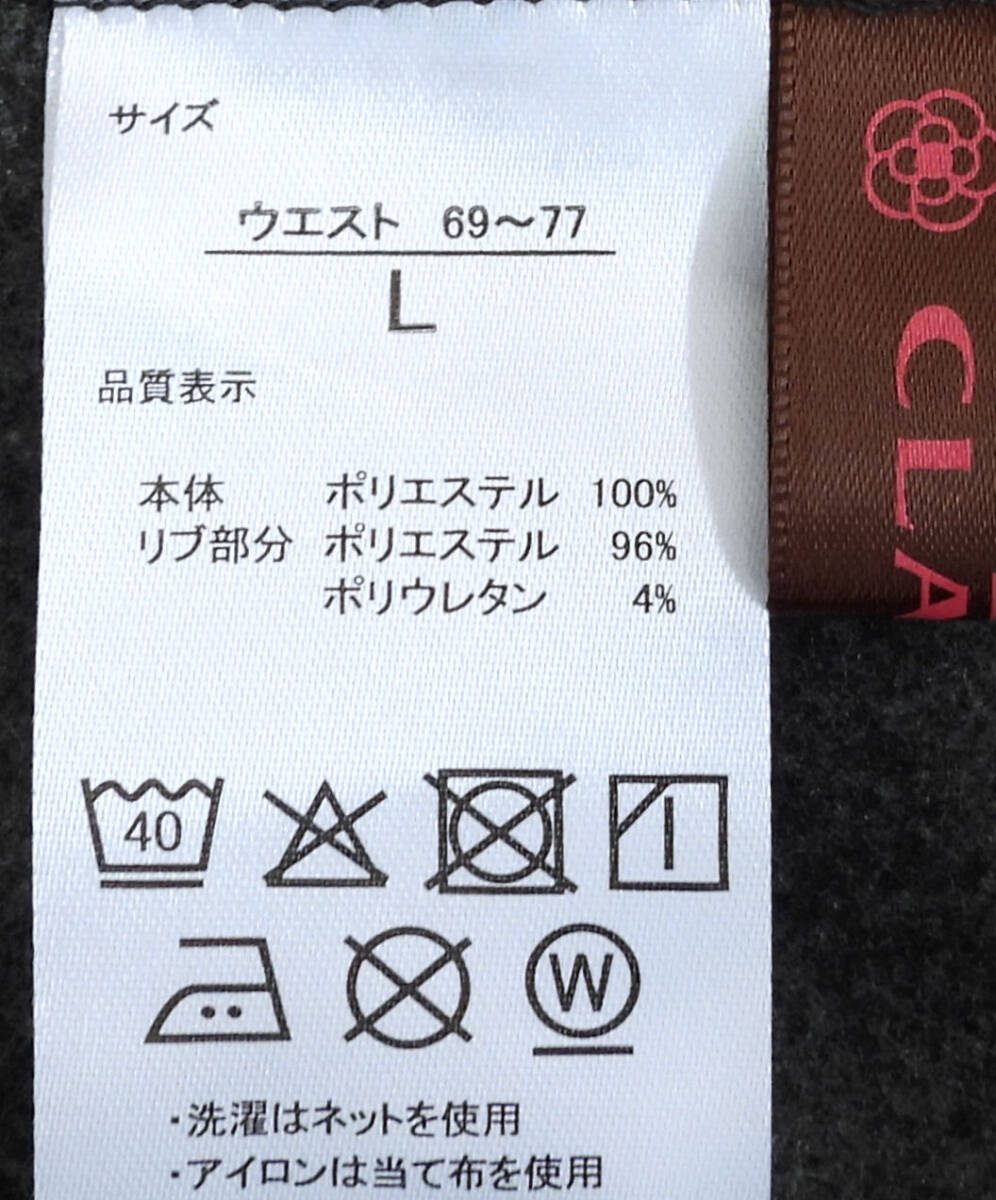 サイズ
ウエスト 69〜77
L
品質表示
本体 ポリエステル 100%
リブ部分 ポリエステル 96%
ポリウレタン 4%
40
W
・洗濯はネットを使用
・アイロンは当て布を使用
CLA